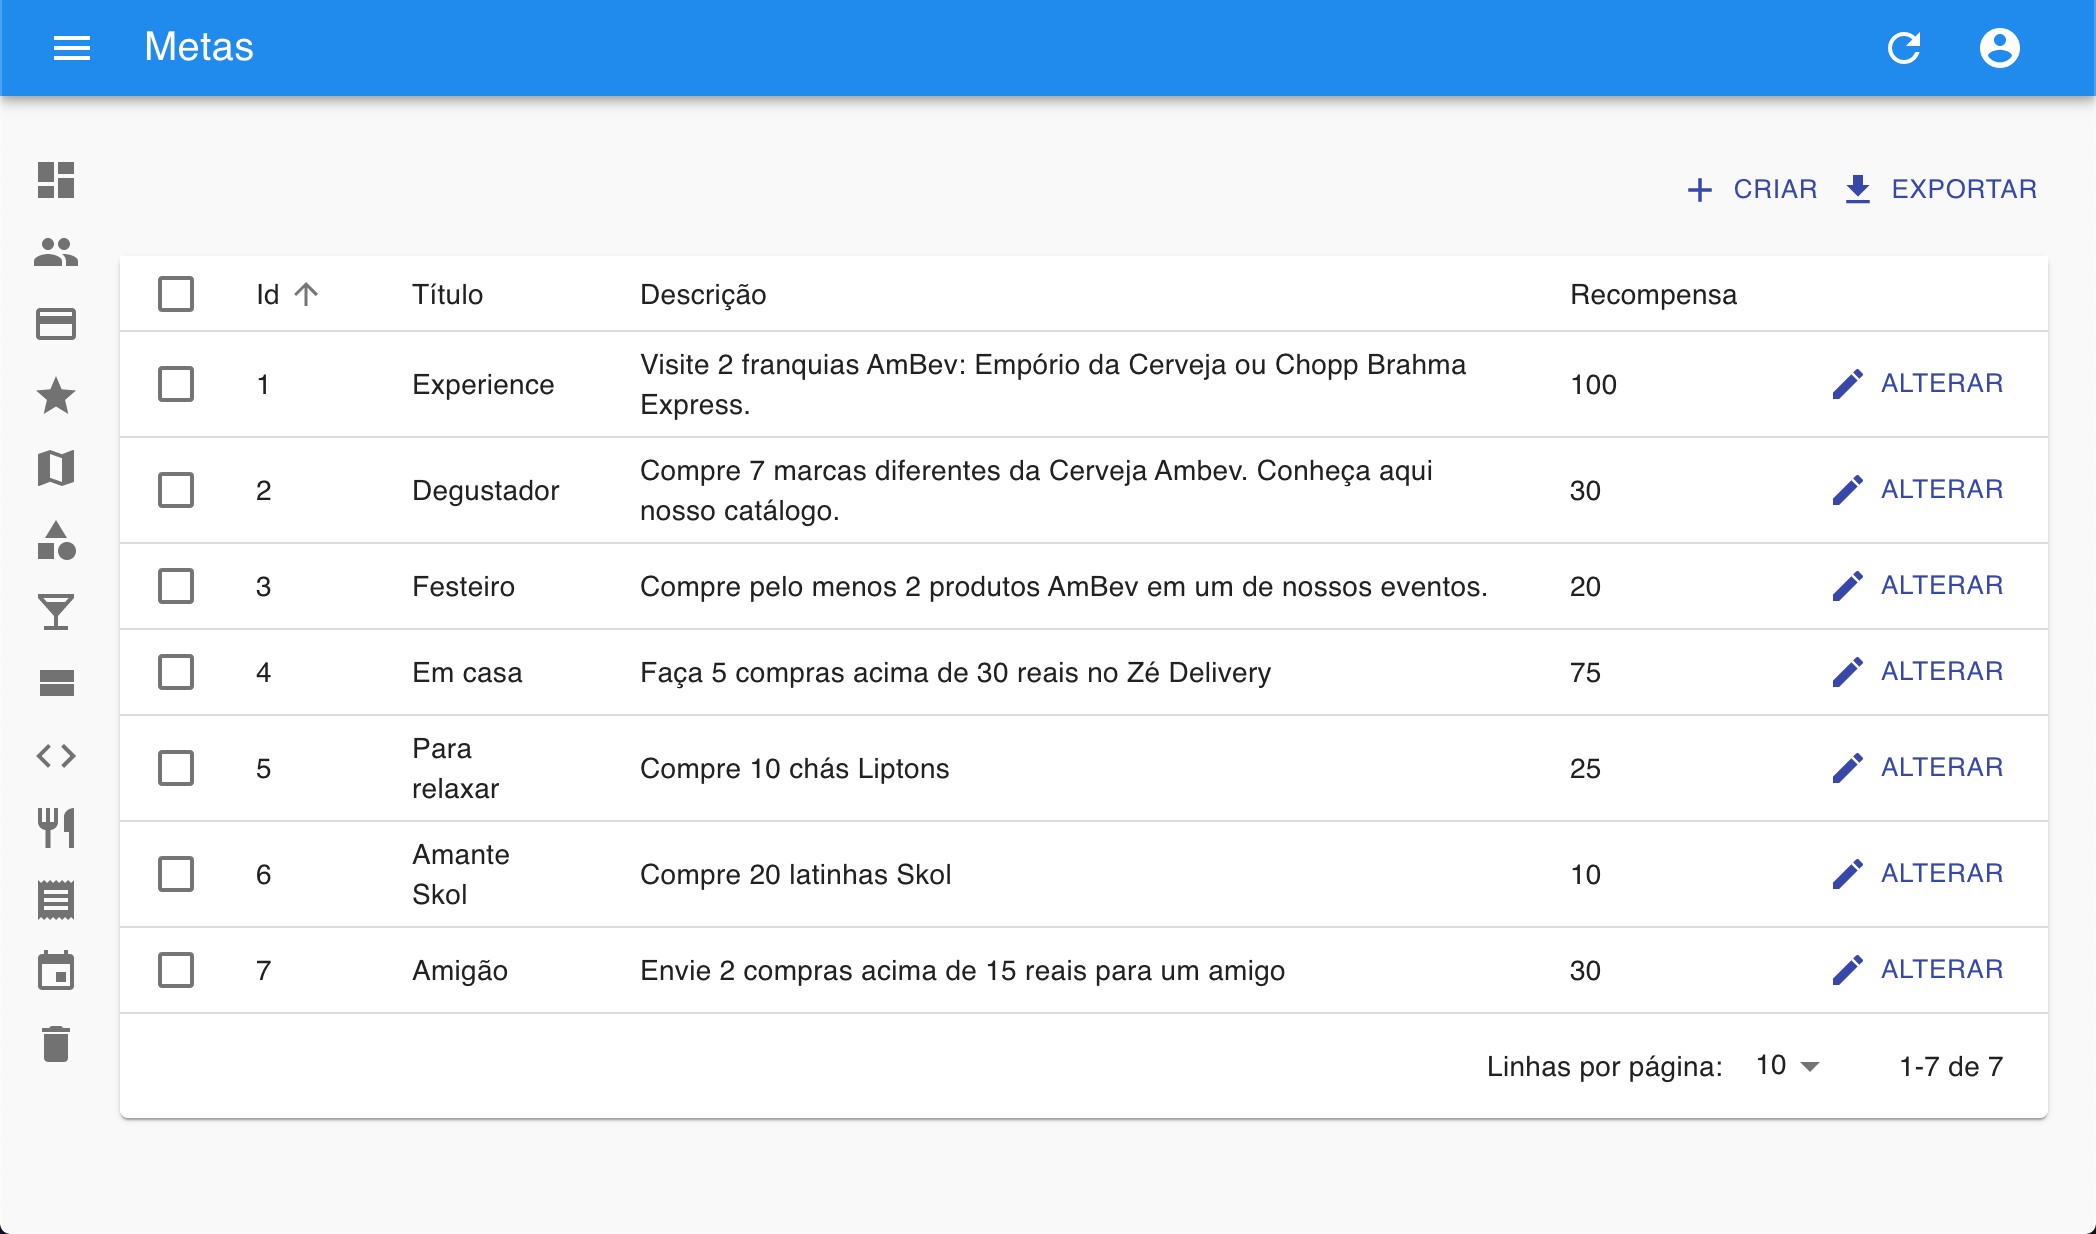 Metas
CRIAR EXPORTAR
Id Título Descrição Recompensa
1 Experience Visite 2 franquias AmBev: Empório da Cerveja ou Chopp Brahma
Express. 100 ALTERAR
2 Degustador Compre 7 marcas diferentes da Cerveja Ambev. Conheça aqui
nosso catálogo. 30 ALTERAR
3 Festeiro Compre pelo menos 2 produtos AmBev em um de nossos eventos. 20 ALTERAR
4 Em casa Faça 5 compras acima de 30 reais no Zé Delivery 75 ALTERAR
5 Para
relaxar Compre 10 chás Liptons 25 ALTERAR
6 Amante
Skol Compre 20 latinhas Skol 10 ALTERAR
7 Amigão Envie 2 compras acima de 15 reais para um amigo 30 ALTERAR
Linhas por página: 10 1-7 de 7